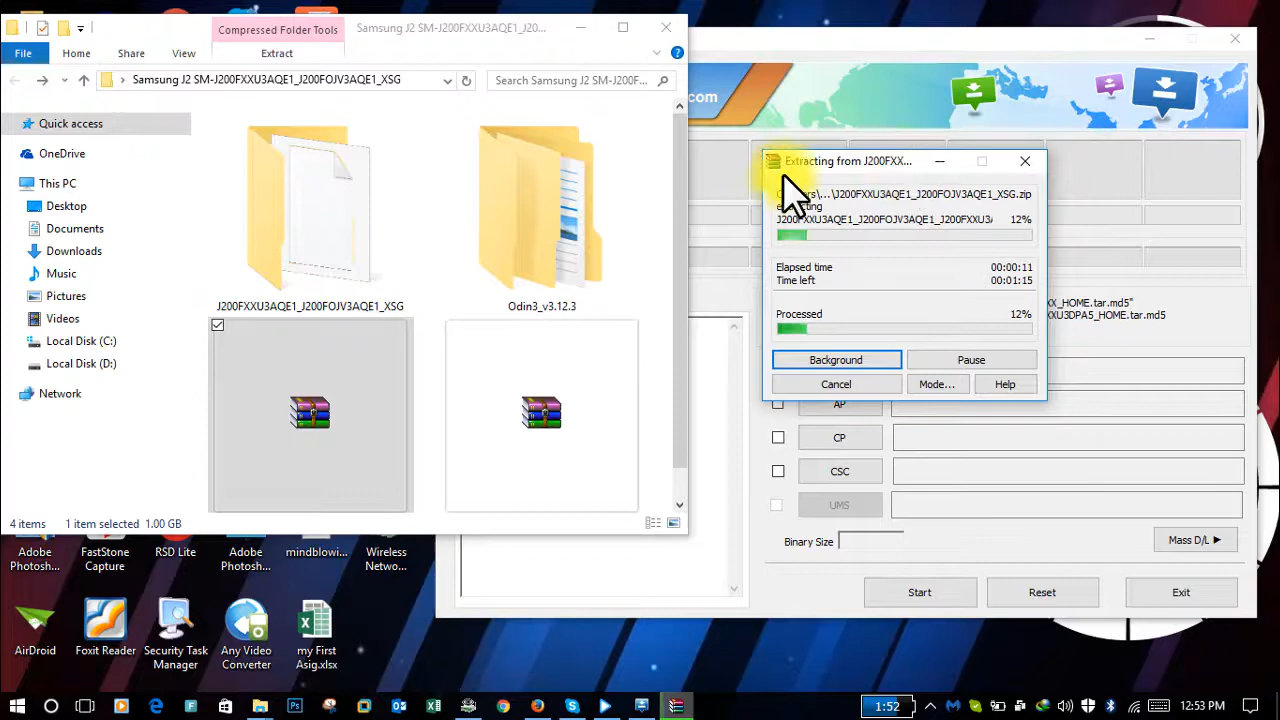 Compressed Folder Tools
Samsung J2 SM-J200FXXU3AQE1_J20...
File
Home
Share
View
Extract
Samsung J2 SM-J200FXXU3AQE1_J200FOJV3AQE1_XSG
Search Samsung J2 SM-J200F...
Quick access
OneDrive
This PC
Desktop
Documents
Downloads
Music
Pictures
Videos
Local Disk (C:)
Local Disk (D:)
Network
J200FXXU3AQE1_J200FOJV3AQE1_XSG
Odin3_v3.12.3
4 items
1 item selected 1.00 GB
.com
Extracting from J200FXX...
\...\J200FXXU3AQE1_J200FOJV3AQE1_XSG.zip
J200FXXU3AQE1_J200FOJV3AQE1_J200FXXU
12%
Elapsed time
00:00:11
Time left
00:01:15
Processed
12%
Background
Pause
Cancel
Mode...
Help
XX_HOME.tar.md5"
XXU3DPA5_HOME.tar.md5
AP
CP
CSC
UMS
Binary Size
Mass D/L
Start
Reset
Exit
Adobe Photosh...
FastStone Capture
RSD Lite
Adobe Photosh...
mindblowi...
Wireless Netwo...
AirDroid
Foxit Reader
Security Task Manager
Any Video Converter
my First Asig.xlsx
1:52
12:53 PM